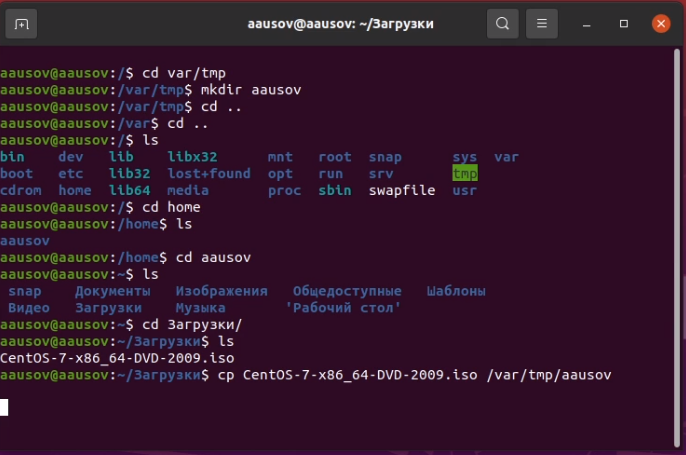 aausov@aausov: ~/Загрузки
aausov@aausov:/$ cd var/tmp
aausov@aausov:/var/tmp$ mkdir aausov
aausov@aausov:/var/tmp$ cd ..
aausov@aausov:/var$ cd ..
aausov@aausov:/$ ls
bin dev lib libx32 mnt root snap sys var
boot etc lib32 lost+found opt run srv tmp
cdrom home lib64 media proc sbin swapfile usr
aausov@aausov:/$ cd home
aausov@aausov:/home$ ls
aausov
aausov@aausov:/home$ cd aausov
aausov@aausov:~$ ls
snap Документы Изображения Общедоступные Шаблоны
Видео Загрузки Музыка 'Рабочий стол'
aausov@aausov:~$ cd Загрузки/
aausov@aausov:~/Загрузки$ ls
CentOS-7-x86_64-DVD-2009.iso
aausov@aausov:~/Загрузки$ cp CentOS-7-x86_64-DVD-2009.iso /var/tmp/aausov